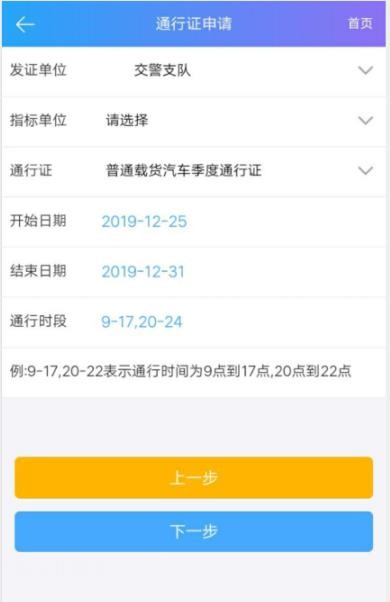 通行证申请 首页
发证单位 交警支队
指标单位 请选择
通行证 普通载货汽车季度通行证
开始日期 2019-12-25
结束日期 2019-12-31
通行时段 9-17,20-24
例:9-17,20-22表示通行时间为9点到17点,20点到22点
上一步
下一步